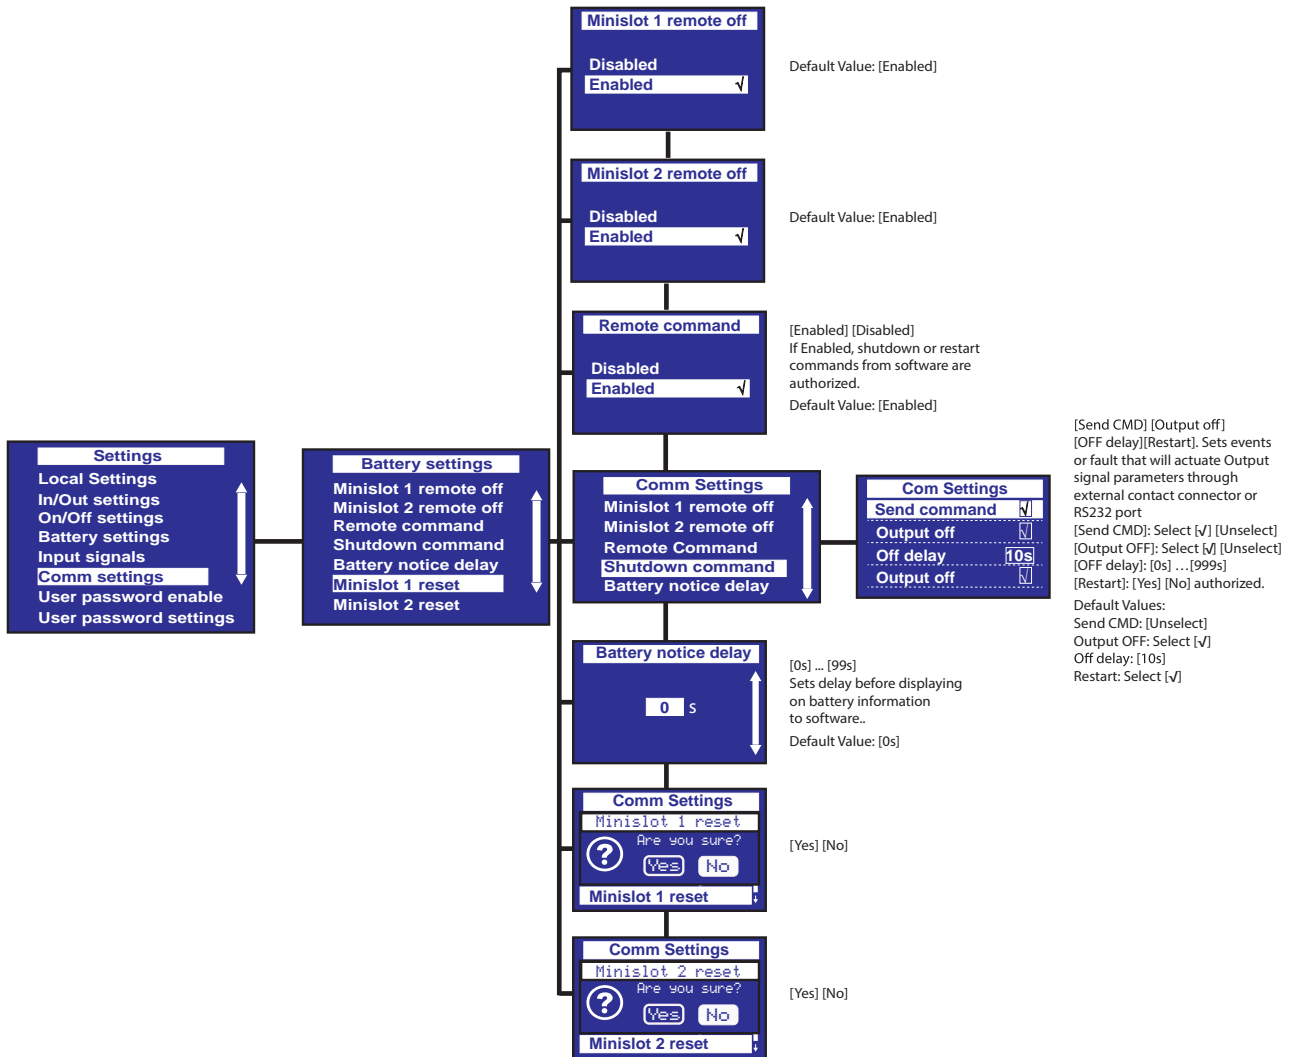 Minislot 1 remote off
Disabled
Enabled √
Default Value: [Enabled]
Minislot 2 remote off
Disabled
Enabled √
Default Value: [Enabled]
Remote command
Disabled
Enabled √
[Enabled] [Disabled]
If Enabled, shutdown or restart
commands from software are
authorized.
Default Value: [Enabled]
Settings
Local Settings
In/Out settings
On/Off settings
Battery settings
Input signals
Comm settings
User password enable
User password settings
Battery settings
Minislot 1 remote off
Minislot 2 remote off
Remote command
Shutdown command
Battery notice delay
Minislot 1 reset
Minislot 2 reset
Comm Settings
Minislot 1 remote off
Minislot 2 remote off
Remote Command
Shutdown command
Battery notice delay
Com Settings
Send command √
Output off √
Off delay 10s
Output off √
[Send CMD] [Output off]
[OFF delay][Restart]. Sets events
or fault that will actuate Output
signal parameters through
external contact connector or
RS232 port
[Send CMD]: Select [√] [Unselect]
[Output OFF]: Select [√] [Unselect]
[OFF delay]: [0s] …[999s]
[Restart]: [Yes] [No] authorized.
Default Values:
Send CMD: [Unselect]
Output OFF: Select [√]
Off delay: [10s]
Restart: Select [√]
Battery notice delay
0 s
[0s] ... [99s]
Sets delay before displaying
on battery information
to software..
Default Value: [0s]
Comm Settings
Minislot 1 reset
Are you sure?
? Yes No
Minislot 1 reset
[Yes] [No]
Comm Settings
Minislot 2 reset
Are you sure?
? Yes No
Minislot 2 reset
[Yes] [No]